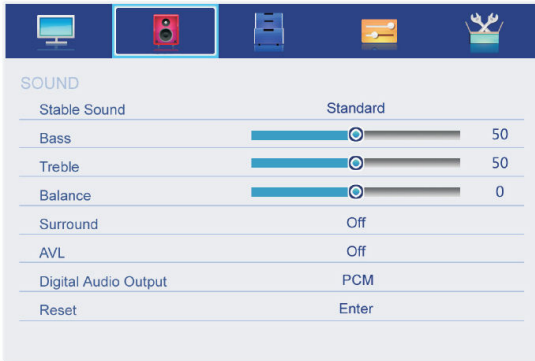 SOUND
Stable Sound Standard
Bass 50
Treble 50
Balance 0
Surround Off
AVL Off
Digital Audio Output PCM
Reset Enter